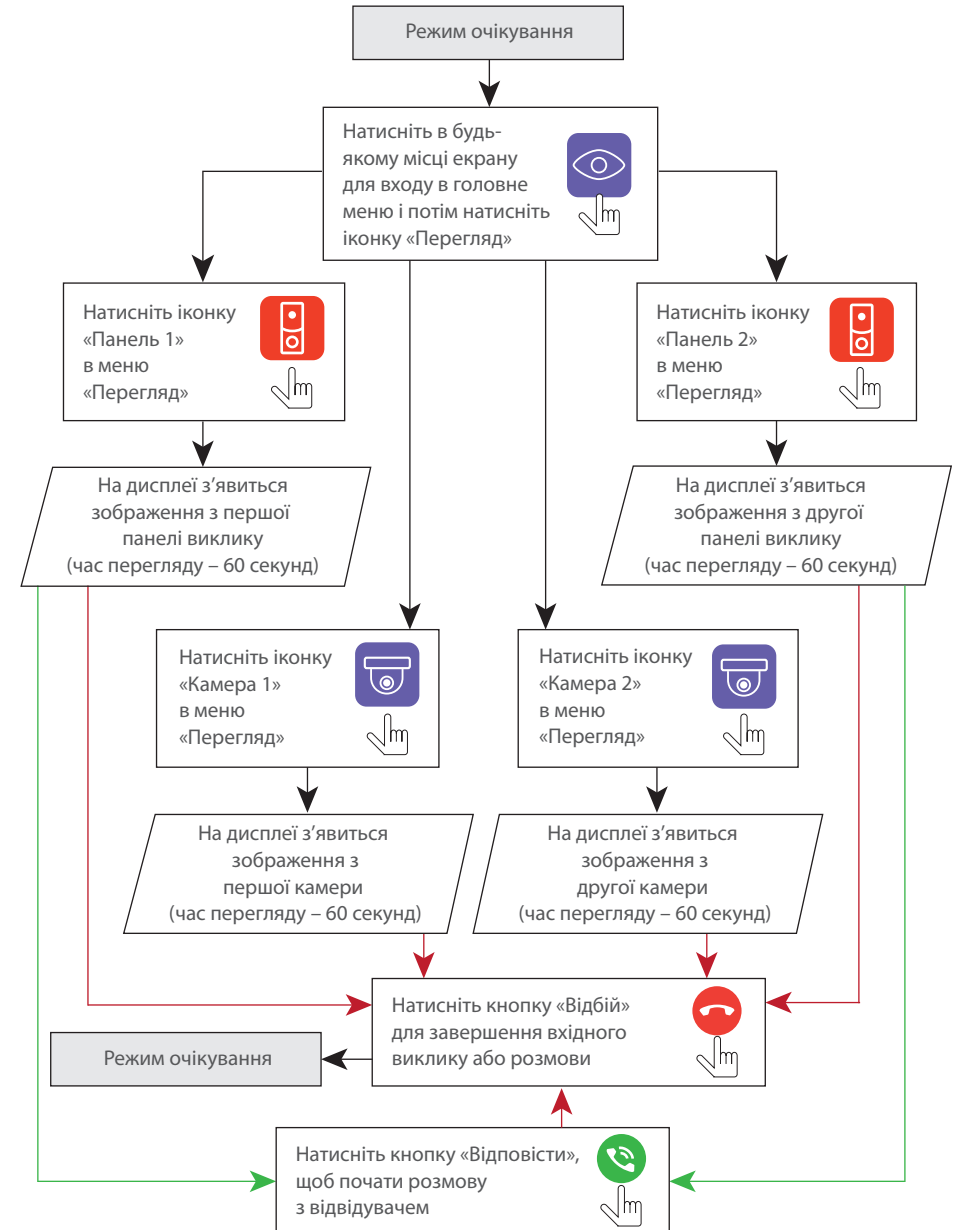 Режим очікування
Натисніть в будь-
якому місці екрану
для входу в головне
меню і потім натисніть
іконку «Перегляд»
Натисніть іконку
«Панель 1»
в меню
«Перегляд»
Натисніть іконку
«Панель 2»
в меню
«Перегляд»
На дисплеї з’явиться
зображення з першої
панелі виклику
(час перегляду – 60 секунд)
На дисплеї з’явиться
зображення з другої
панелі виклику
(час перегляду – 60 секунд)
Натисніть іконку
«Камера 1»
в меню
«Перегляд»
Натисніть іконку
«Камера 2»
в меню
«Перегляд»
На дисплеї з’явиться
зображення з
першої камери
(час перегляду – 60 секунд)
На дисплеї з’явиться
зображення з
другої камери
(час перегляду – 60 секунд)
Натисніть кнопку «Відбій»
для завершення вхідного
виклику або розмови
Режим очікування
Натисніть кнопку «Відповісти»,
щоб почати розмову
з відвідувачем